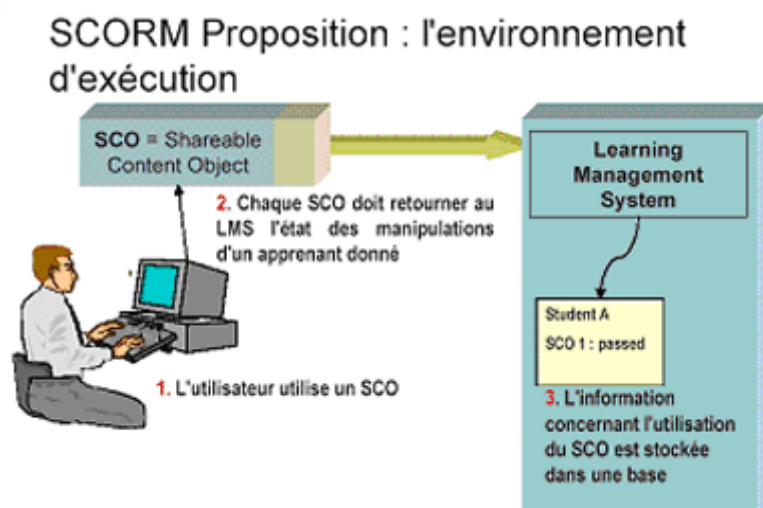 SCORM Proposition : l'environnement
d'exécution
SCO = Shareable
Content Object
Learning
Management
System
2. Chaque SCO doit retourner au
LMS l'état des manipulations
d'un apprenant donné
Student A
SCO 1 : passed
1. L'utilisateur utilise un SCO
3. L'information
concernant l'utilisation
du SCO est stockée
dans une base